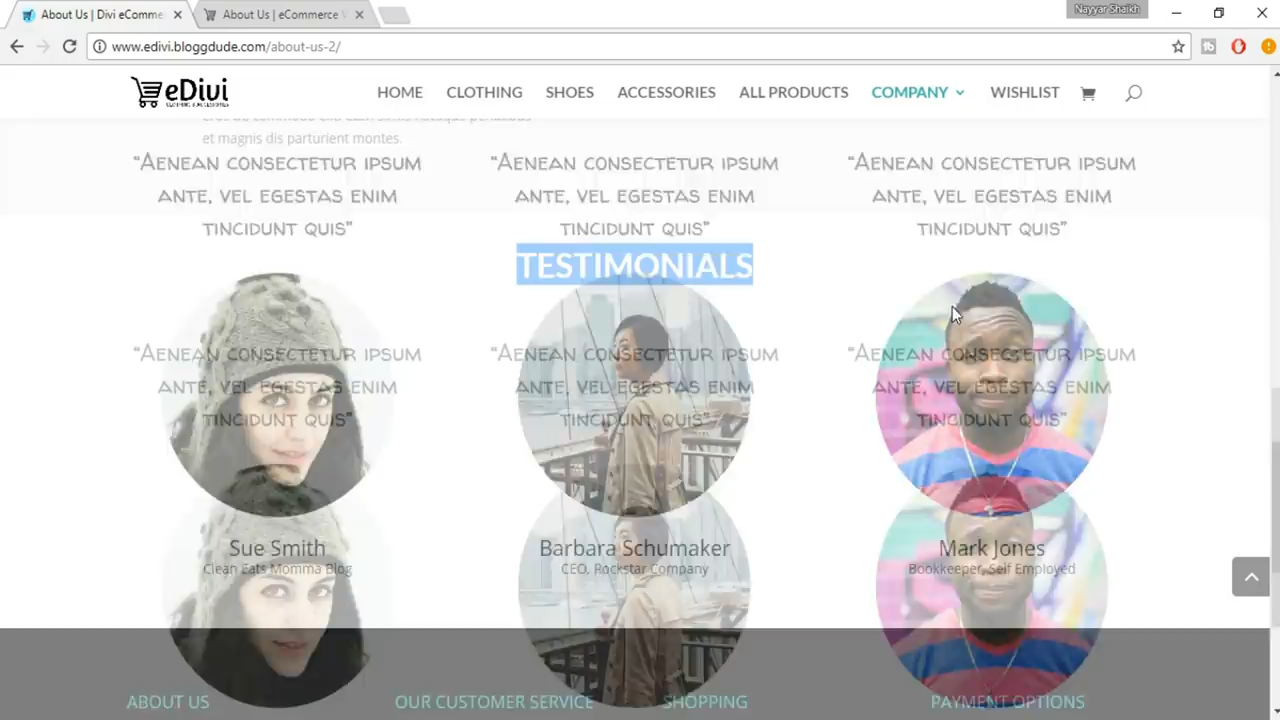 About Us | Divi eComme
About Us | eCommerce
Nayyar Shaikh
www.edivi.bloggdude.com/about-us-2/
eDivi
HOME
CLOTHING
SHOES
ACCESSORIES
ALL PRODUCTS
COMPANY
WISHLIST
et magnis dis parturient montes.
“Aenean consectetur ipsum
ante, vel egestas enim
tincidunt quis”
“Aenean consectetur ipsum
ante, vel egestas enim
tincidunt quis”
“Aenean consectetur ipsum
ante, vel egestas enim
tincidunt quis”
TESTIMONIALS
“Aenean consectetur ipsum
ante, vel egestas enim
tincidunt quis”
“Aenean consectetur ipsum
ante, vel egestas enim
tincidunt quis”
“Aenean consectetur ipsum
ante, vel egestas enim
tincidunt quis”
Sue Smith
Clean Eats Momma Blog
Barbara Schumaker
CEO, Rockstar Company
Mark Jones
Bookkeeper, Self Employed
ABOUT US
OUR CUSTOMER SERVICE
SHOPPING
PAYMENT OPTIONS